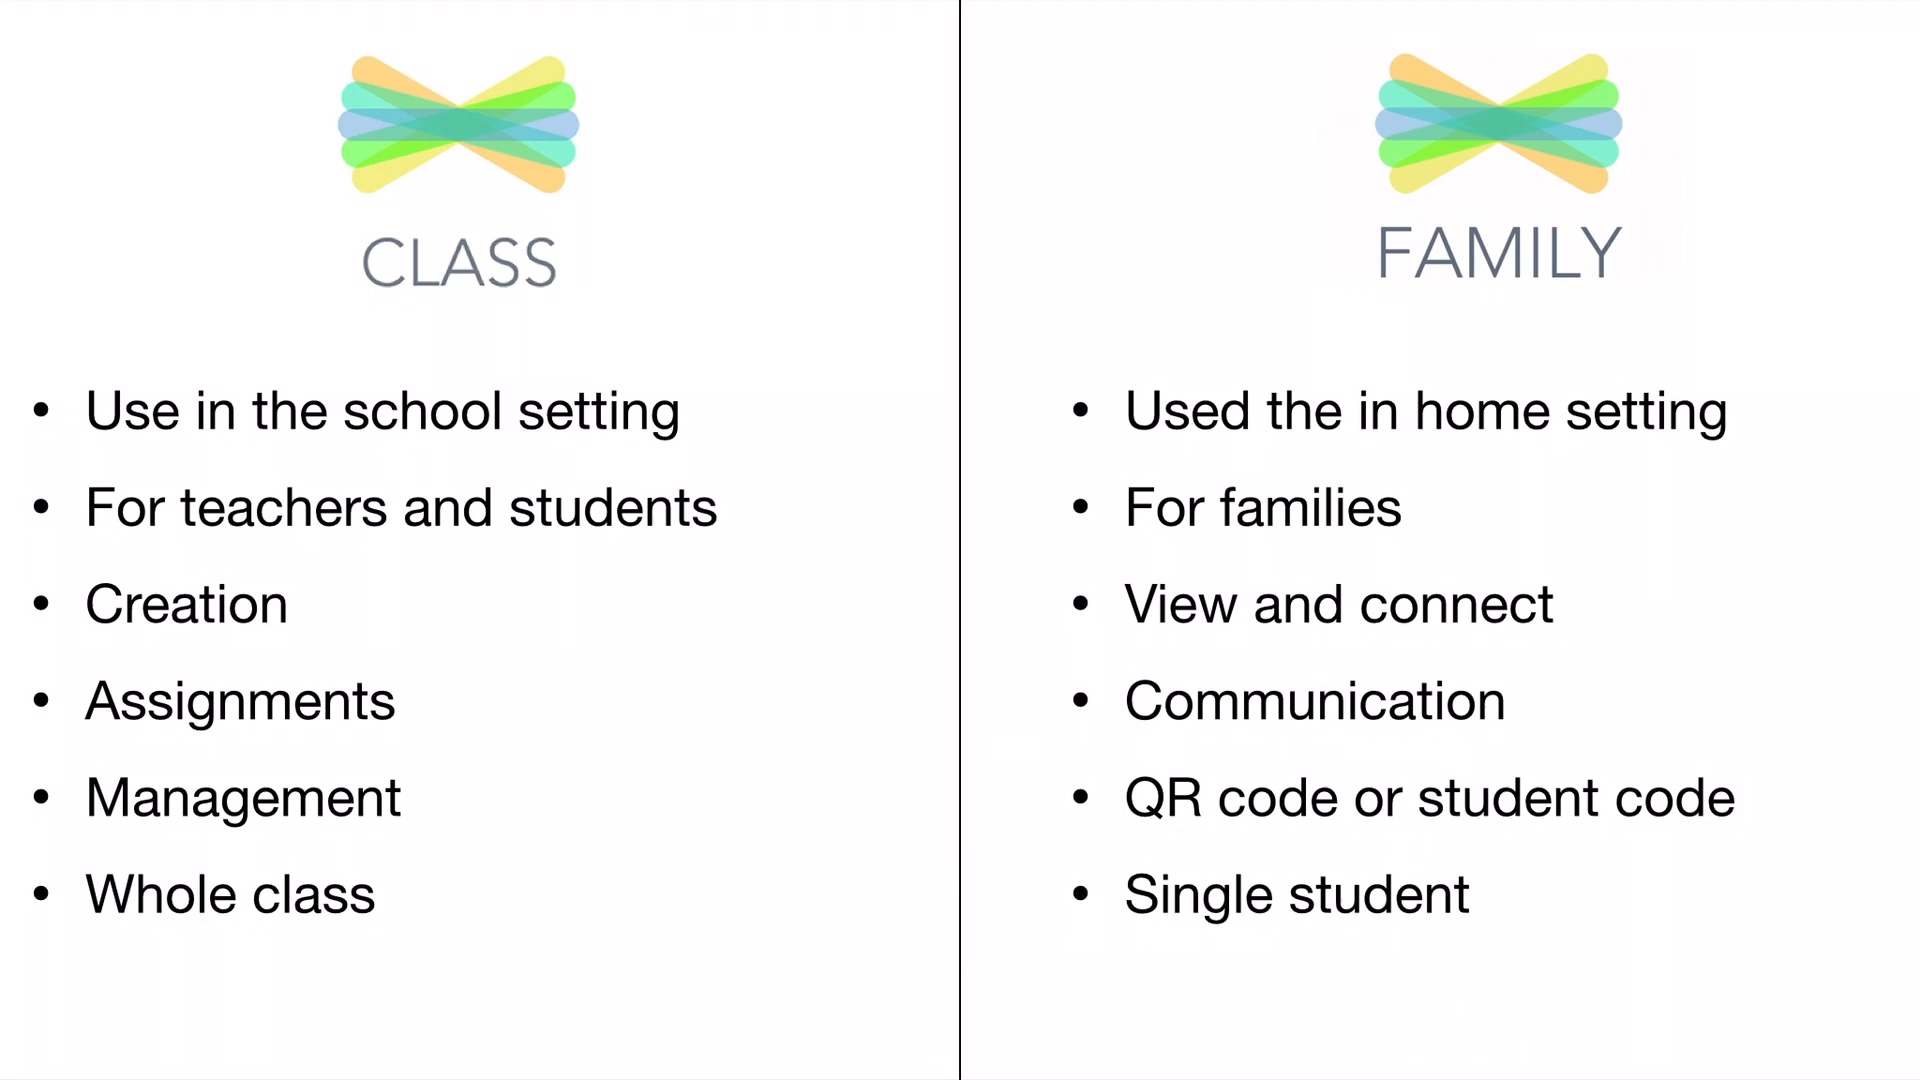 CLASS
• Use in the school setting
• For teachers and students
• Creation
• Assignments
• Management
• Whole class
FAMILY
• Used the in home setting
• For families
• View and connect
• Communication
• QR code or student code
• Single student